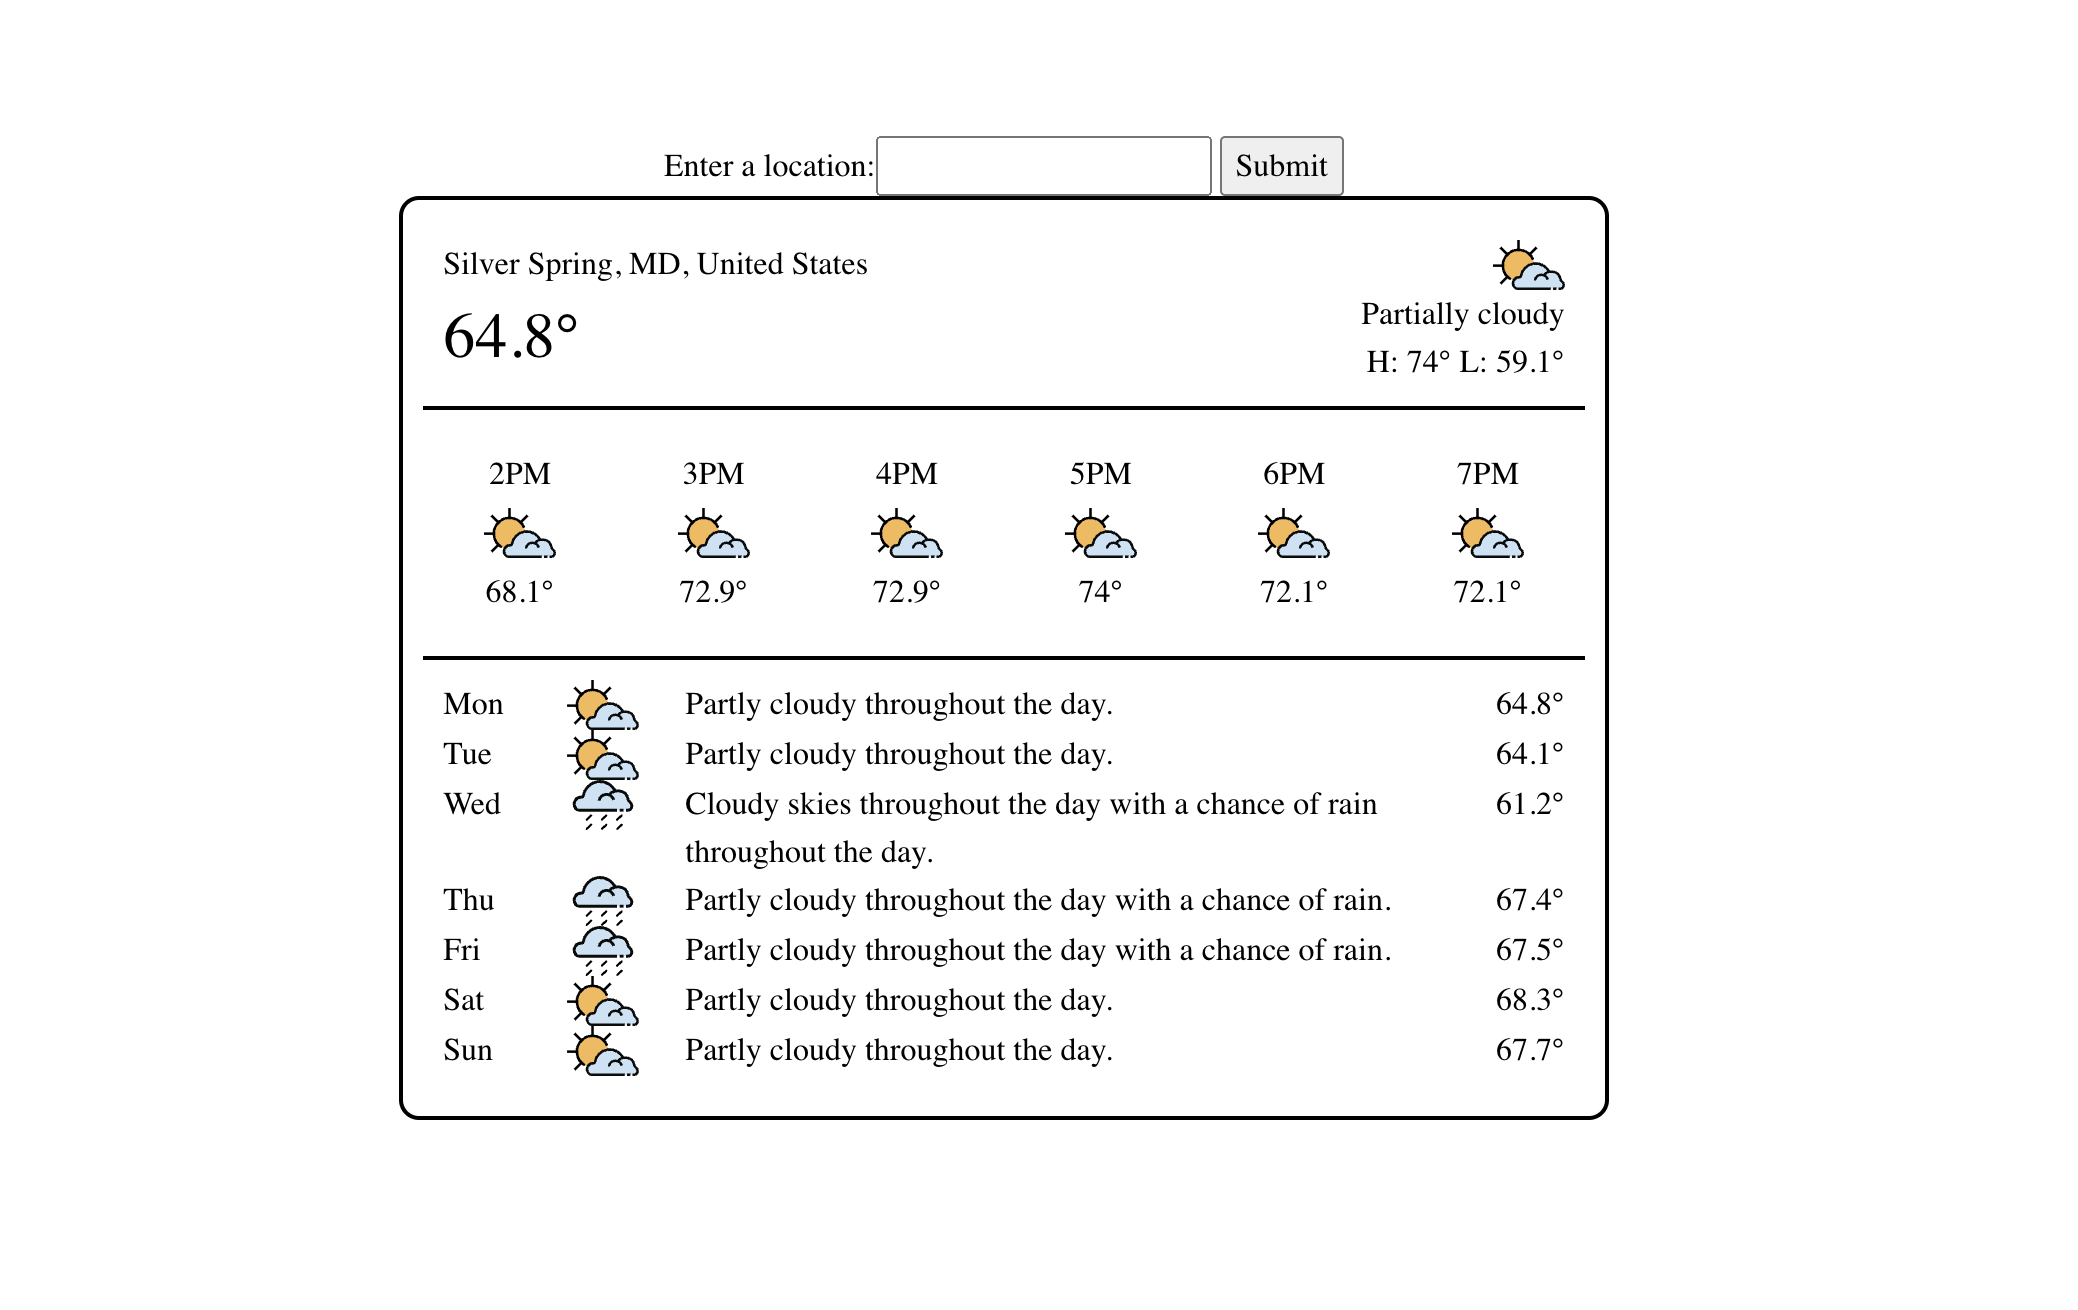 Enter a location:
Submit
Silver Spring, MD, United States
64.8°
Partially cloudy
H: 74° L: 59.1°
2PM 3PM 4PM 5PM 6PM 7PM
68.1° 72.9° 72.9° 74° 72.1° 72.1°
Mon Partly cloudy throughout the day. 64.8°
Tue Partly cloudy throughout the day. 64.1°
Wed Cloudy skies throughout the day with a chance of rain 61.2°
throughout the day.
Thu Partly cloudy throughout the day with a chance of rain. 67.4°
Fri Partly cloudy throughout the day with a chance of rain. 67.5°
Sat Partly cloudy throughout the day. 68.3°
Sun Partly cloudy throughout the day. 67.7°